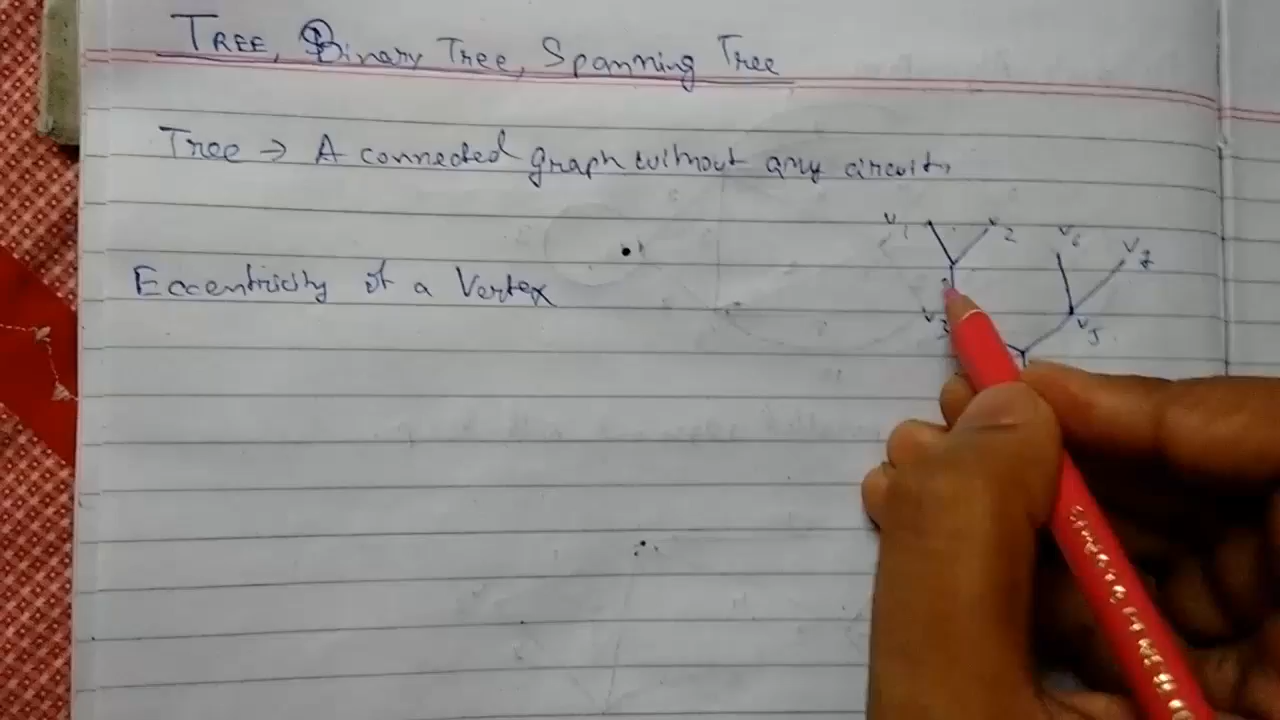 TREE, Binary Tree, Spanning Tree
Tree → A connected graph without any circuit.
Eccentricity of a Vertex
v1 v2 v6 v7
v3 v5